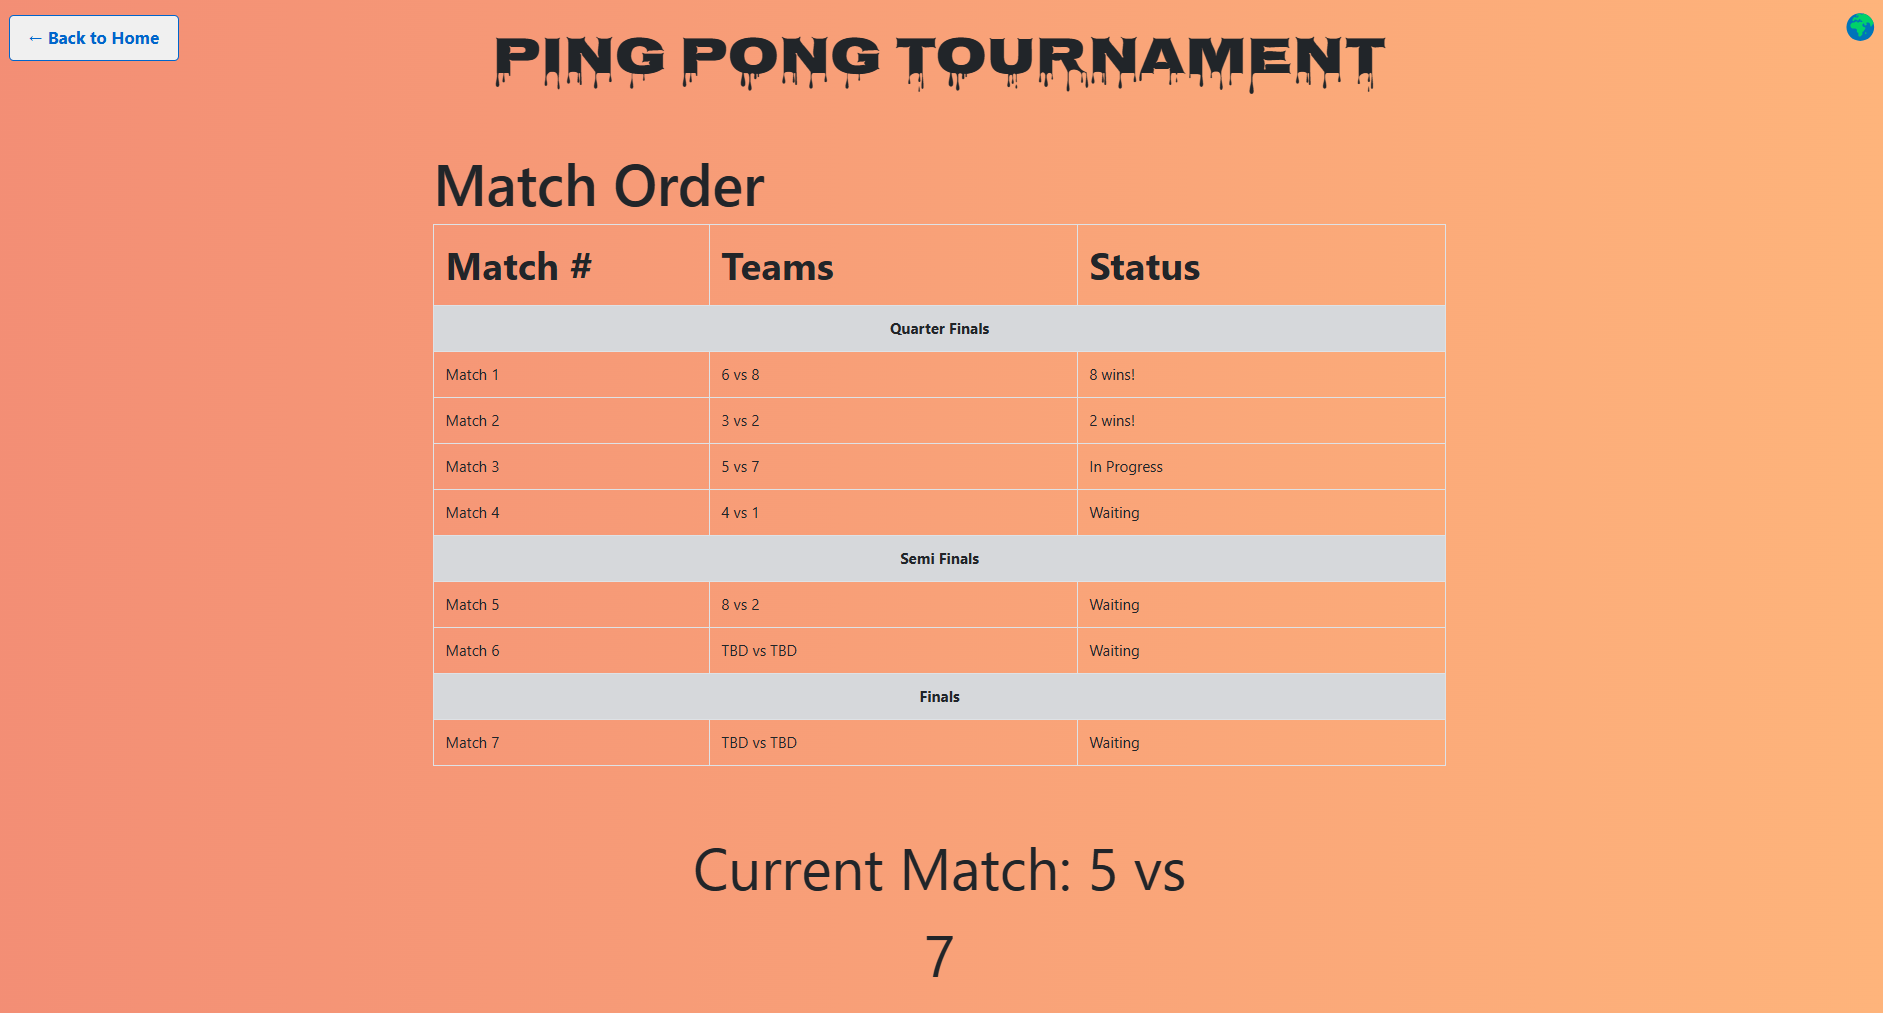 ← Back to Home
PING PONG TOURNAMENT
Match Order
Match # Teams Status
Quarter Finals
Match 1 6 vs 8 8 wins!
Match 2 3 vs 2 2 wins!
Match 3 5 vs 7 In Progress
Match 4 4 vs 1 Waiting
Semi Finals
Match 5 8 vs 2 Waiting
Match 6 TBD vs TBD Waiting
Finals
Match 7 TBD vs TBD Waiting
Current Match: 5 vs
7